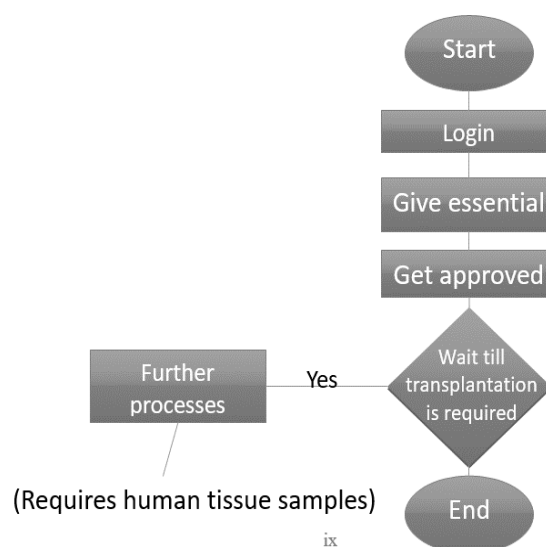 Start
Login
Give essential
Get approved
Wait till
transplantation
is required
Yes
Further
processes
(Requires human tissue samples)
End
ix